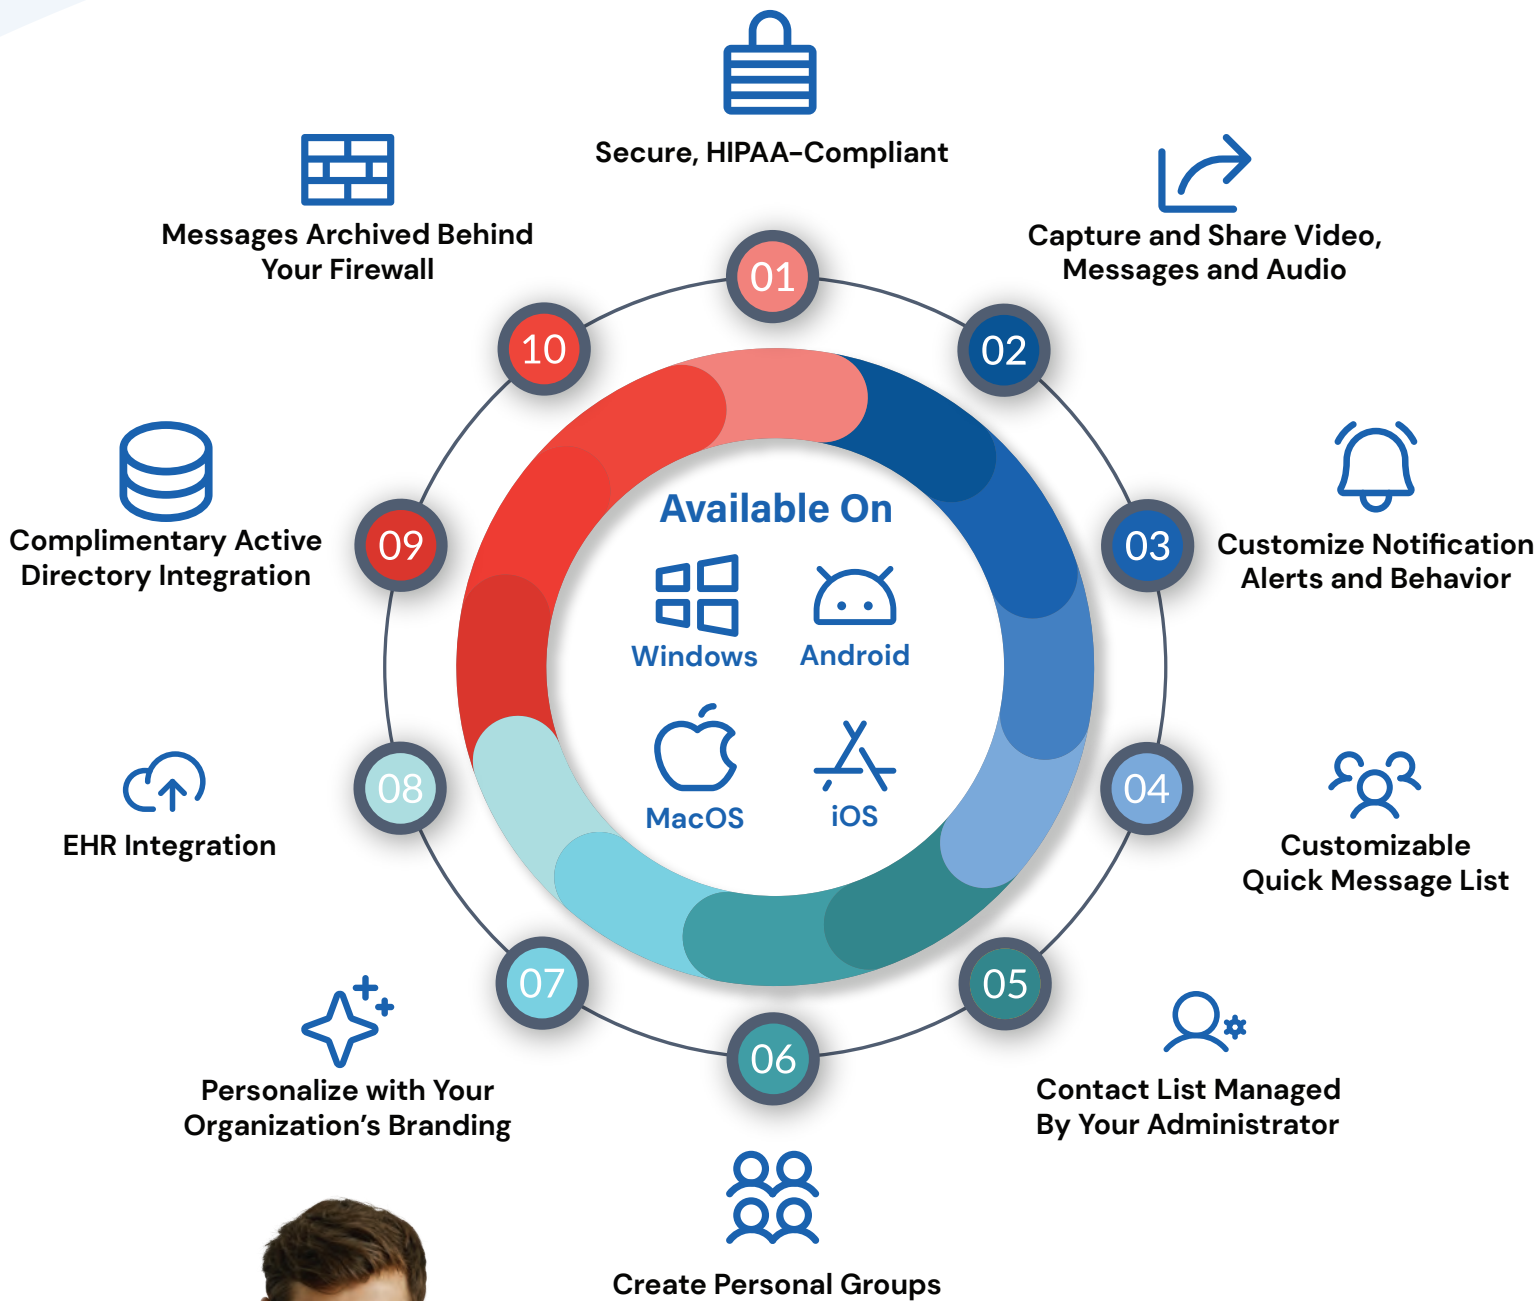 Secure, HIPAA-Compliant
01
Capture and Share Video,
Messages and Audio
02
Customize Notification
Alerts and Behavior
03
Customizable
Quick Message List
04
Contact List Managed
By Your Administrator
05
Create Personal Groups
06
Personalize with Your
Organization's Branding
07
EHR Integration
08
Complimentary Active
Directory Integration
09
Messages Archived Behind
Your Firewall
10
Available On
Windows
Android
MacOS
iOS